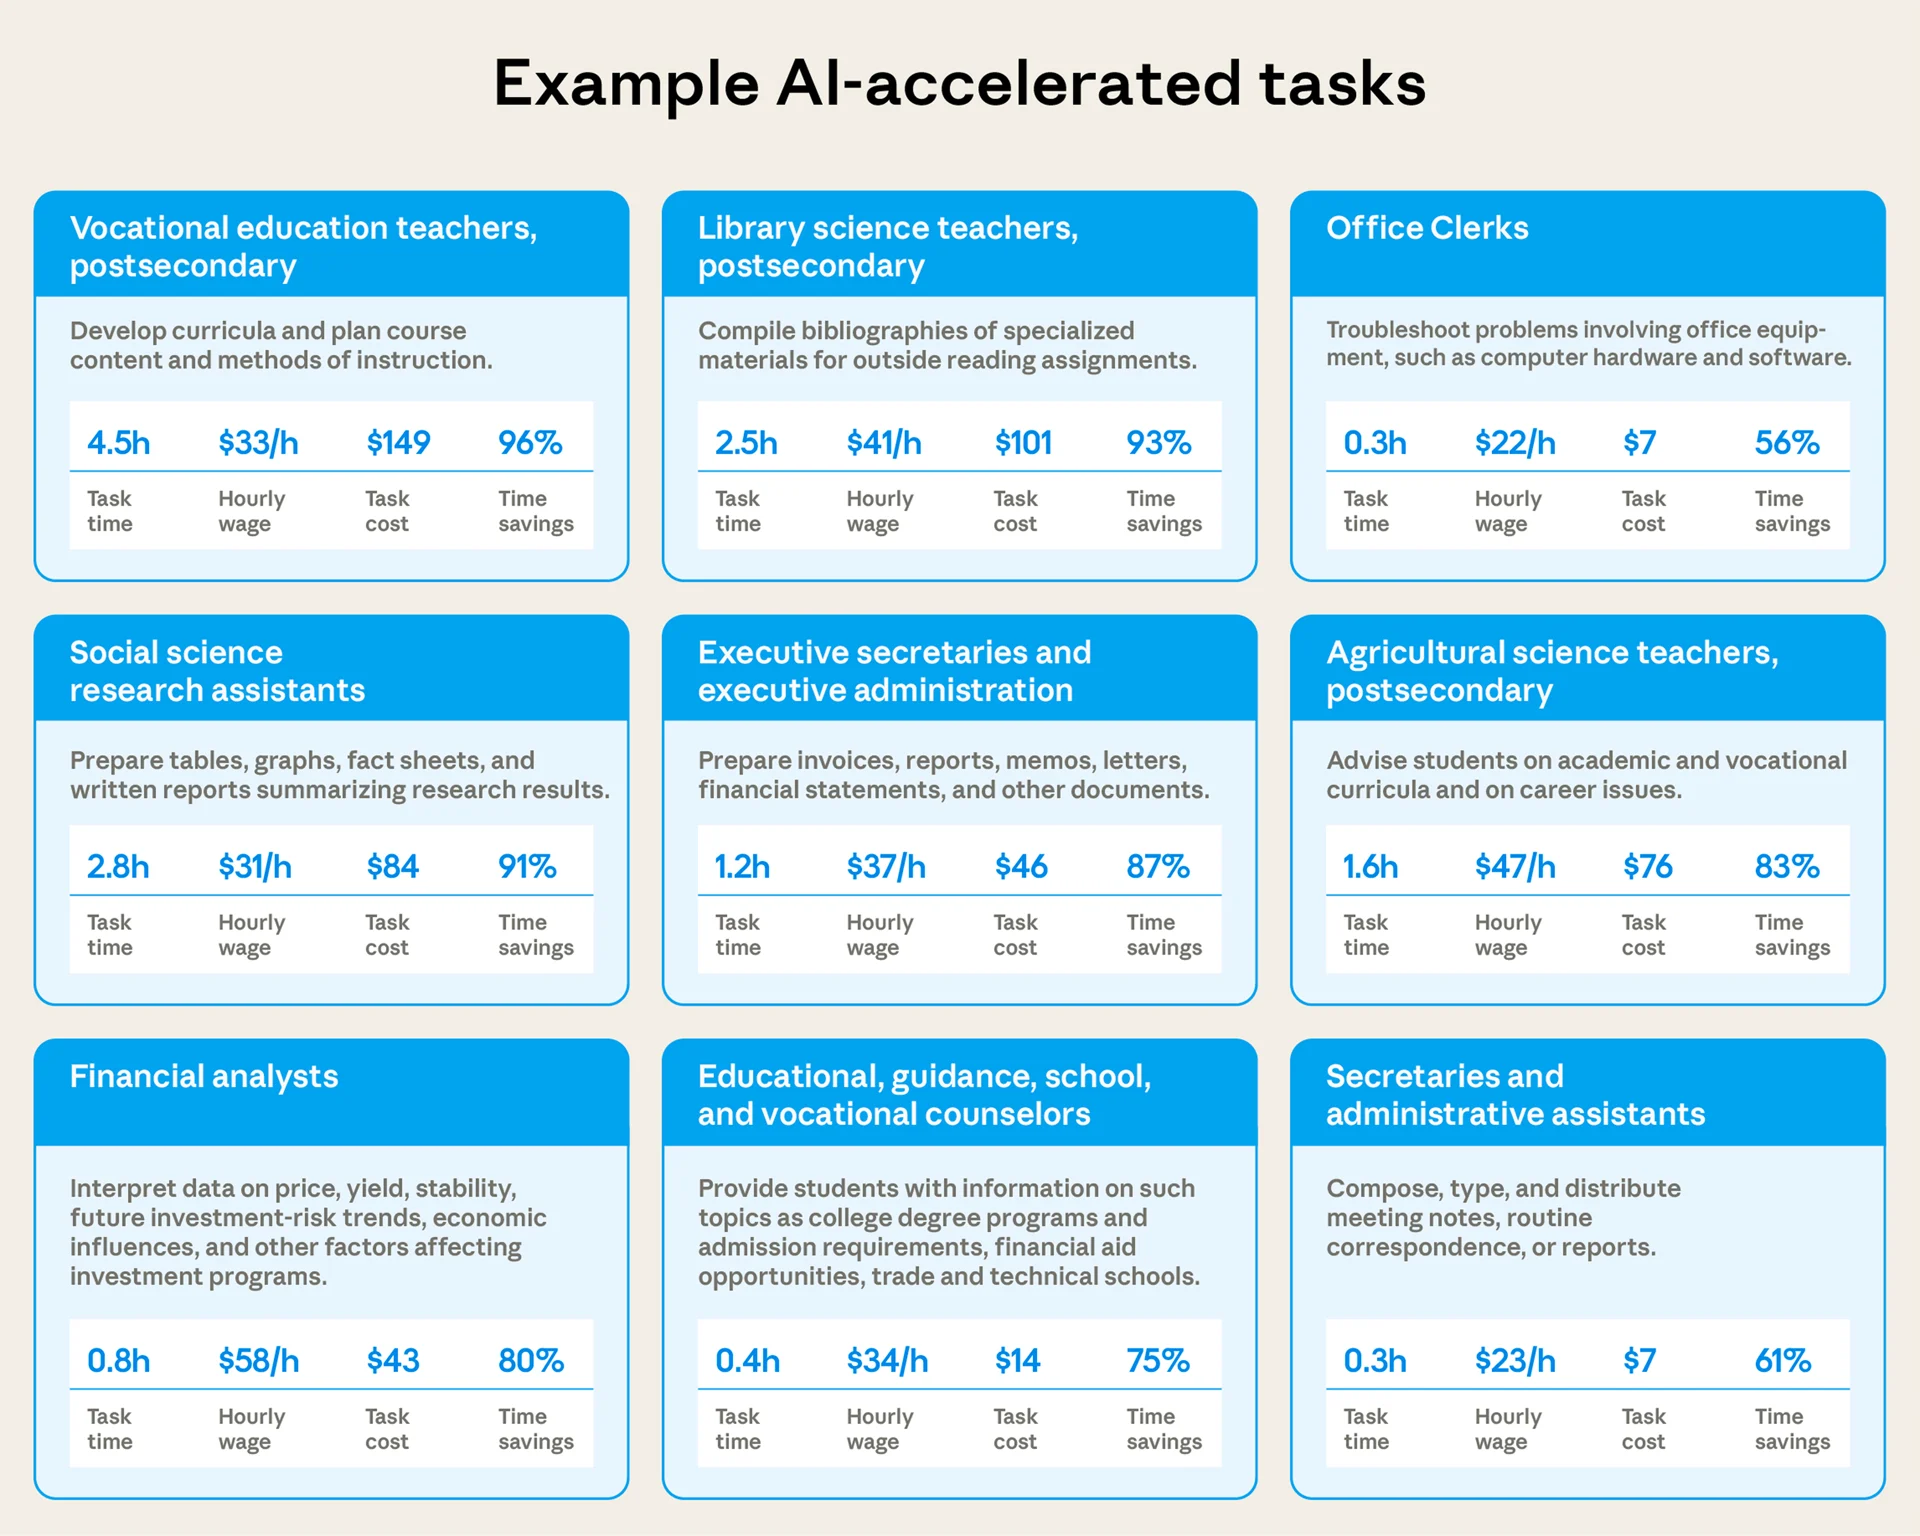 Example AI-accelerated tasks
Vocational education teachers,
postsecondary
Develop curricula and plan course
content and methods of instruction.
4.5h $33/h $149 96%
Task Hourly Task Time
time wage cost savings
Library science teachers,
postsecondary
Compile bibliographies of specialized
materials for outside reading assignments.
2.5h $41/h $101 93%
Task Hourly Task Time
time wage cost savings
Office Clerks
Troubleshoot problems involving office equip-
ment, such as computer hardware and software.
0.3h $22/h $7 56%
Task Hourly Task Time
time wage cost savings
Social science
research assistants
Prepare tables, graphs, fact sheets, and
written reports summarizing research results.
2.8h $31/h $84 91%
Task Hourly Task Time
time wage cost savings
Executive secretaries and
executive administration
Prepare invoices, reports, memos, letters,
financial statements, and other documents.
1.2h $37/h $46 87%
Task Hourly Task Time
time wage cost savings
Agricultural science teachers,
postsecondary
Advise students on academic and vocational
curricula and on career issues.
1.6h $47/h $76 83%
Task Hourly Task Time
time wage cost savings
Financial analysts
Interpret data on price, yield, stability,
future investment-risk trends, economic
influences, and other factors affecting
investment programs.
0.8h $58/h $43 80%
Task Hourly Task Time
time wage cost savings
Educational, guidance, school,
and vocational counselors
Provide students with information on such
topics as college degree programs and
admission requirements, financial aid
opportunities, trade and technical schools.
0.4h $34/h $14 75%
Task Hourly Task Time
time wage cost savings
Secretaries and
administrative assistants
Compose, type, and distribute
meeting notes, routine
correspondence, or reports.
0.3h $23/h $7 61%
Task Hourly Task Time
time wage cost savings